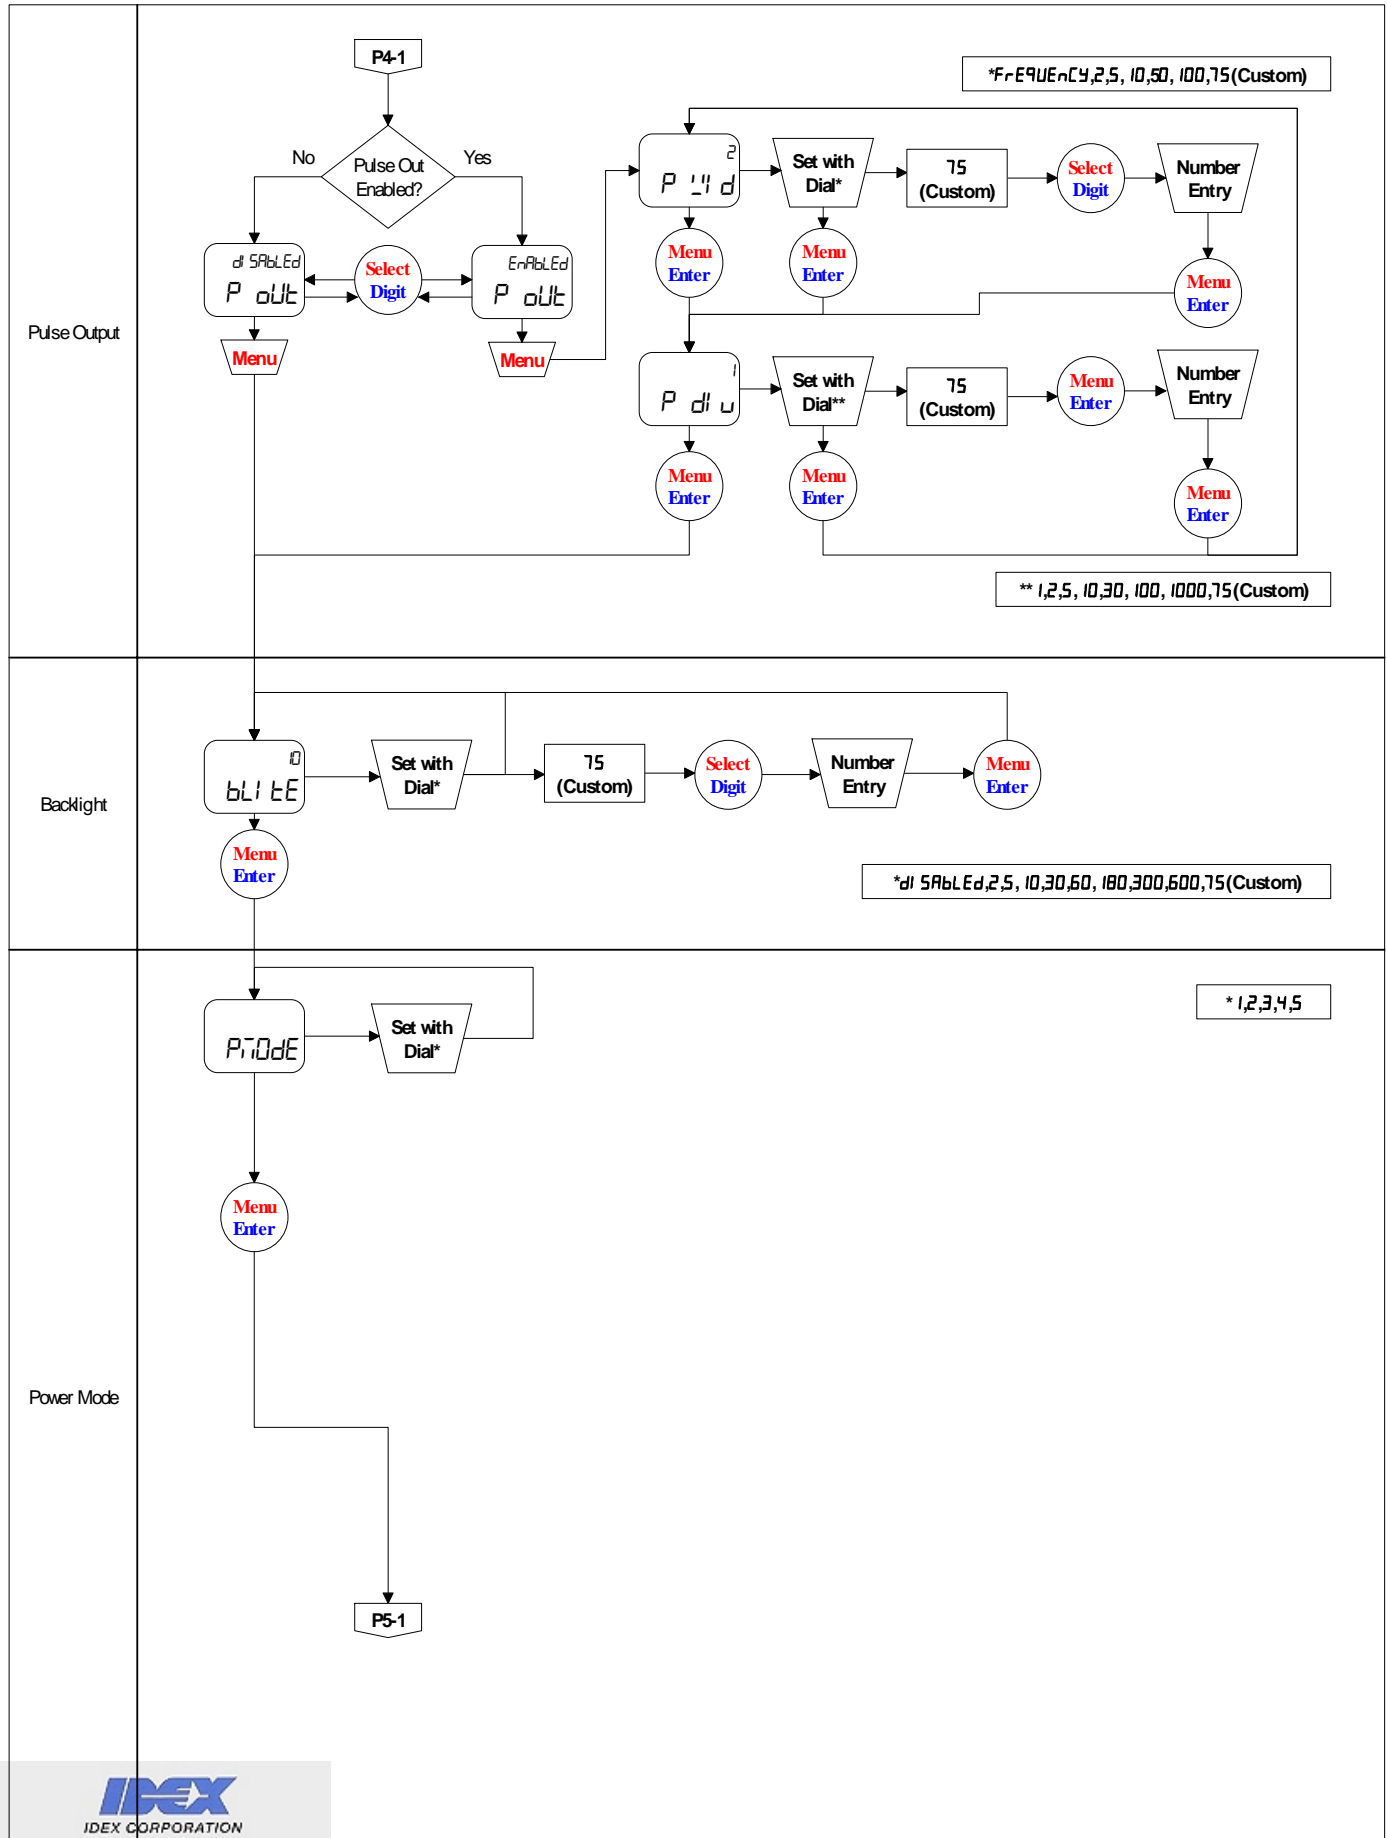 P4-1
*FrEqUEnCy,2,5, 10,50, 100,75(Custom)
No
Pulse Out
Enabled?
Yes
2
P Wid
Set with
Dial*
75
(Custom)
Select
Digit
Number
Entry
diSAbLEd
P oUt
Select
Digit
EnAbLEd
P oUt
Menu
Enter
Menu
Enter
Menu
Enter
Pulse Output
Menu
Menu
1
P diu
Set with
Dial**
75
(Custom)
Menu
Enter
Number
Entry
Menu
Enter
Menu
Enter
Menu
Enter
** 1,2,5, 10,30, 100, 1000,75(Custom)
Backlight
10
bLitE
Set with
Dial*
75
(Custom)
Select
Digit
Number
Entry
Menu
Enter
Menu
Enter
*diSAbLEd,2,5, 10,30,60, 180,300,600,75(Custom)
Power Mode
PmOdE
Set with
Dial*
* 1,2,3,4,5
Menu
Enter
P5-1
IDEX
IDEX CORPORATION